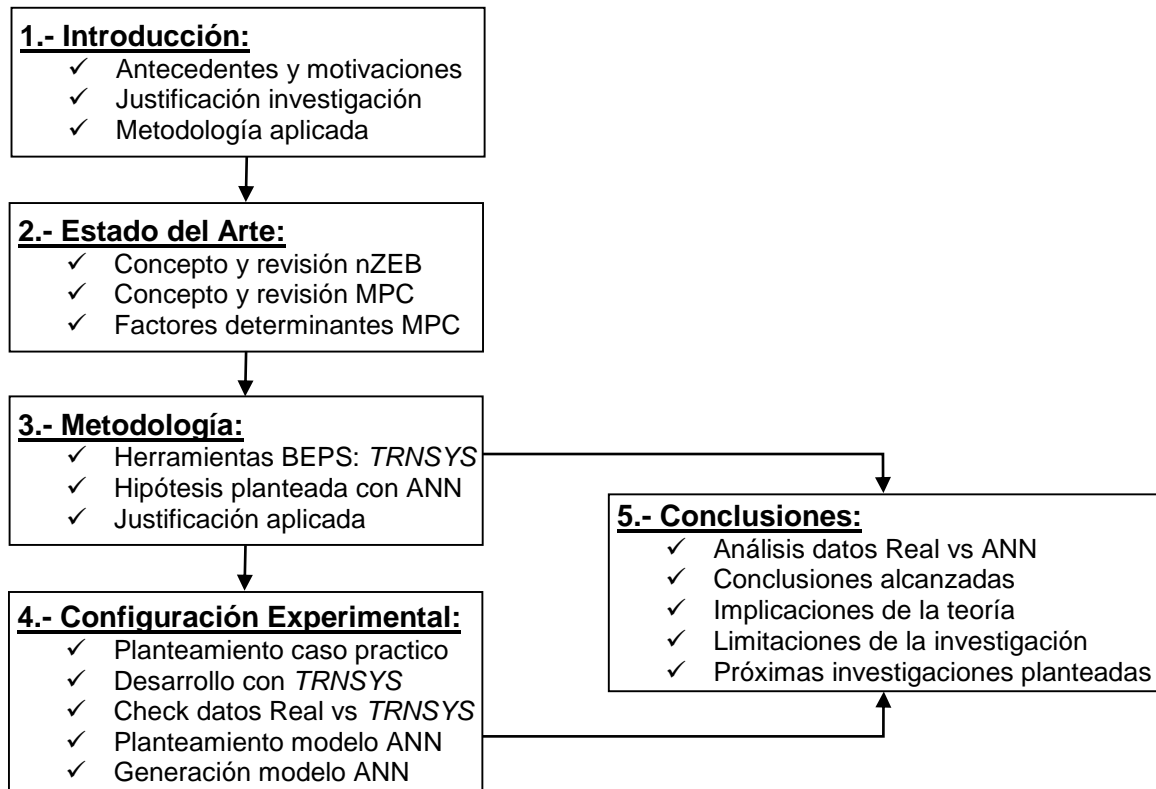 1.- Introducción:
✓ Antecedentes y motivaciones
✓ Justificación investigación
✓ Metodología aplicada
2.- Estado del Arte:
✓ Concepto y revisión nZEB
✓ Concepto y revisión MPC
✓ Factores determinantes MPC
3.- Metodología:
✓ Herramientas BEPS: TRNSYS
✓ Hipótesis planteada con ANN
✓ Justificación aplicada
4.- Configuración Experimental:
✓ Planteamiento caso practico
✓ Desarrollo con TRNSYS
✓ Check datos Real vs TRNSYS
✓ Planteamiento modelo ANN
✓ Generación modelo ANN
5.- Conclusiones:
✓ Análisis datos Real vs ANN
✓ Conclusiones alcanzadas
✓ Implicaciones de la teoría
✓ Limitaciones de la investigación
✓ Próximas investigaciones planteadas